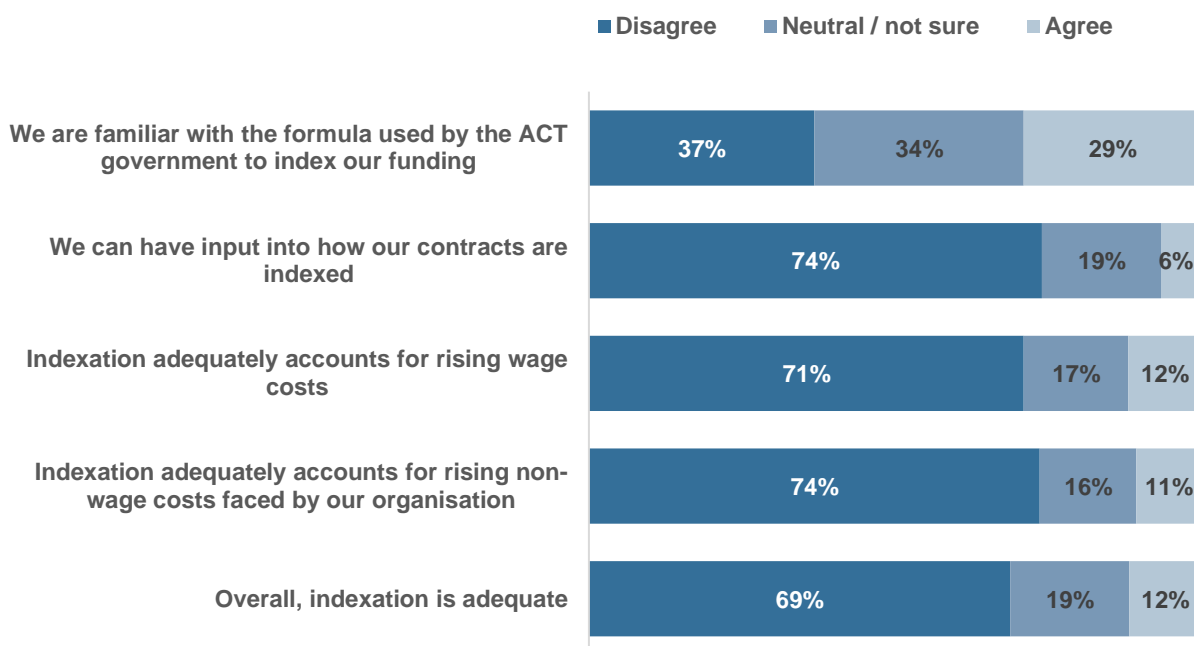 Disagree Neutral / not sure Agree
We are familiar with the formula used by the ACT
government to index our funding
37% 34% 29%
We can have input into how our contracts are
indexed
74% 19% 6%
Indexation adequately accounts for rising wage
costs
71% 17% 12%
Indexation adequately accounts for rising non-
wage costs faced by our organisation
74% 16% 11%
Overall, indexation is adequate
69% 19% 12%